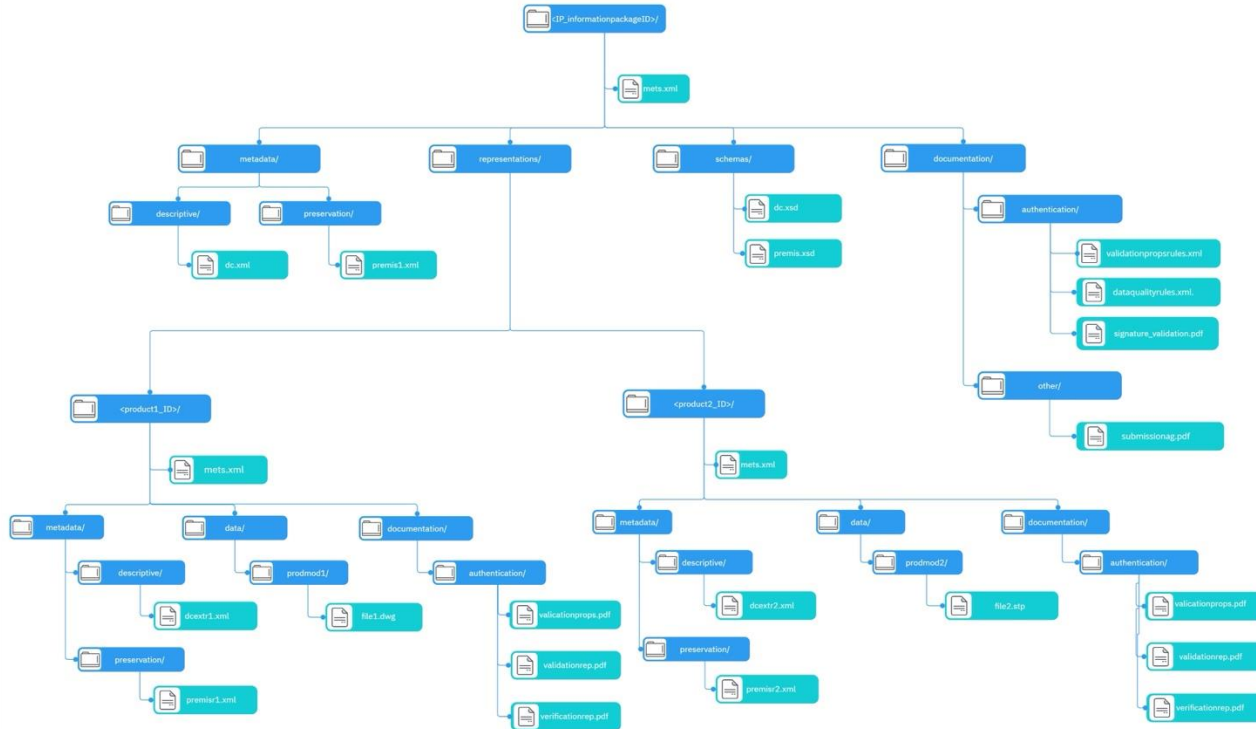 <IP_informationpackageID>/
mets.xml
metadata/
representations/
schemas/
documentation/
descriptive/
preservation/
dc.xml
premis1.xml
dc.xsd
premix.xsd
authentication/
validationpropsrules.xml
dataqualityrules.xml.
signature_validation.pdf
other/
submissionag.pdf
<product1_ID>/
mets.xml
metadata/
data/
documentation/
descriptive/
prodmod1/
authentication/
dcextr1.xml
file1.dwg
valicationprops.pdf
preservation/
validationrep.pdf
premisr1.xml
verificationrep.pdf
<product2_ID>/
mets.xml
metadata/
data/
documentation/
descriptive/
prodmod2/
authentication/
dcextr2.xml
file2.stp
valicationprops.pdf
preservation/
validationrep.pdf
premisr2.xml
verificationrep.pdf